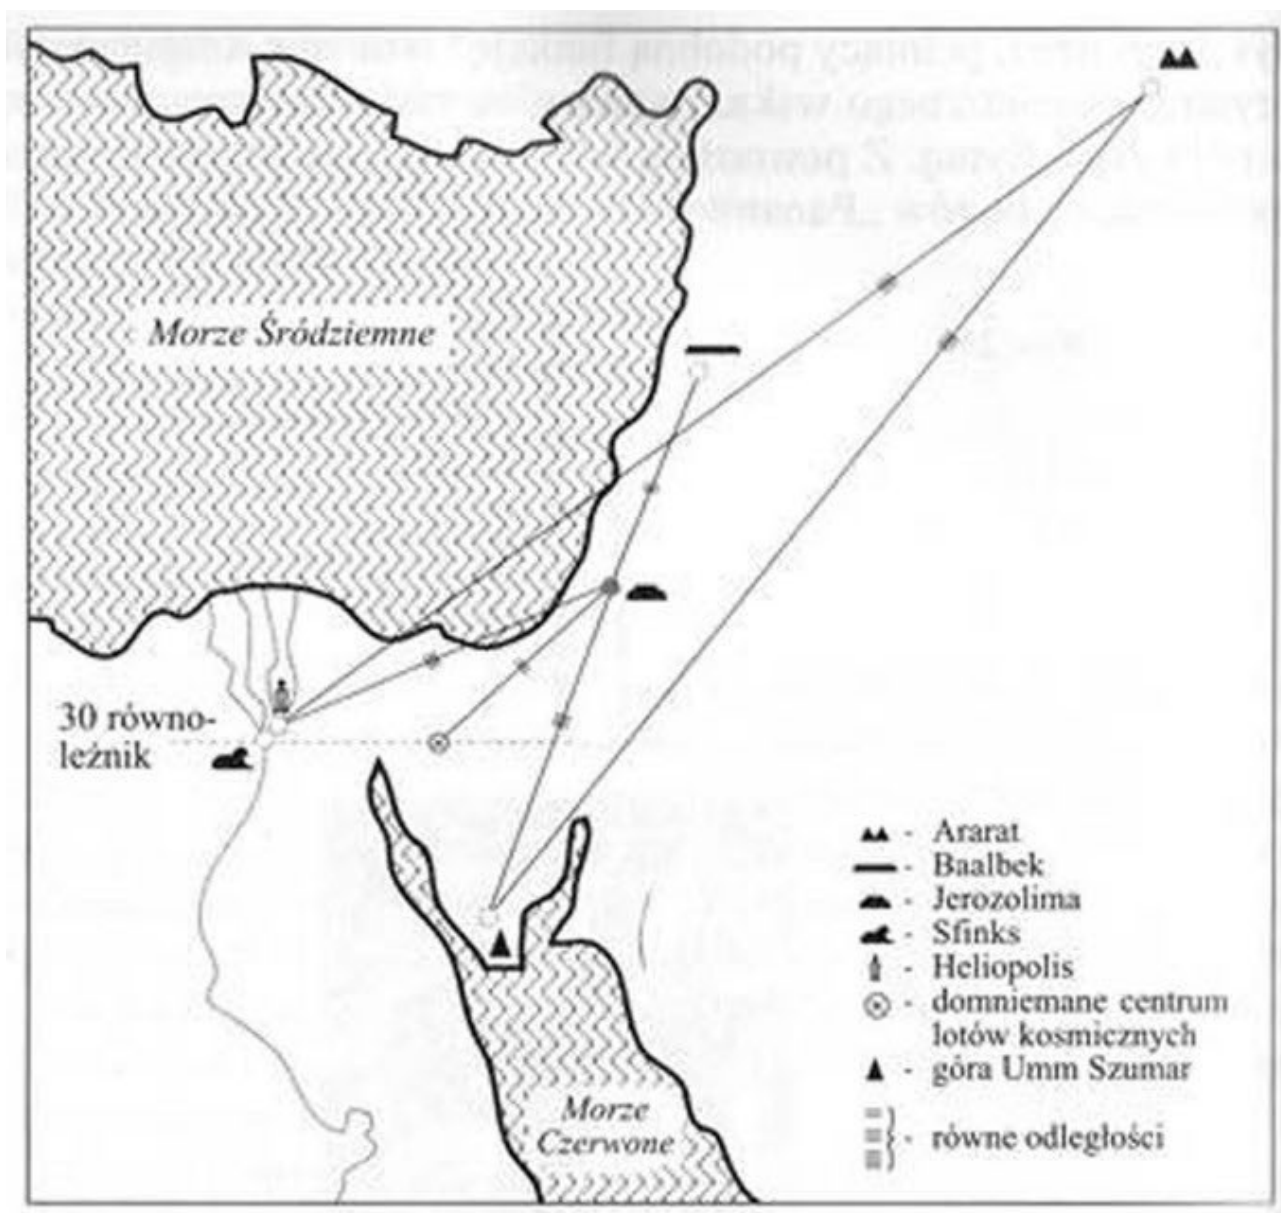 Morze Śródziemne
30 równo-
leżnik
▲▲ - Ararat
— - Baalbek
- Jerozolima
- Sfinks
- Heliopolis
- domniemane centrum
lotów kosmicznych
▲ - góra Umm Szumar
- równe odległości
Morze
Czerwone